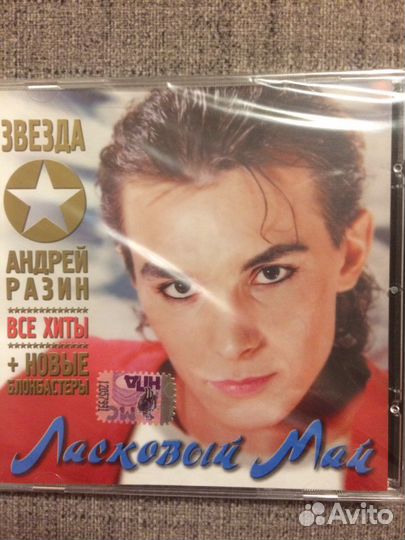 ЗВЕЗДА
АНДРЕЙ
РАЗИН
ВСЕ ХИТЫ
+ НОВЫЕ
БЛОКБАСТЕРЫ
Ласковый Май
Avito